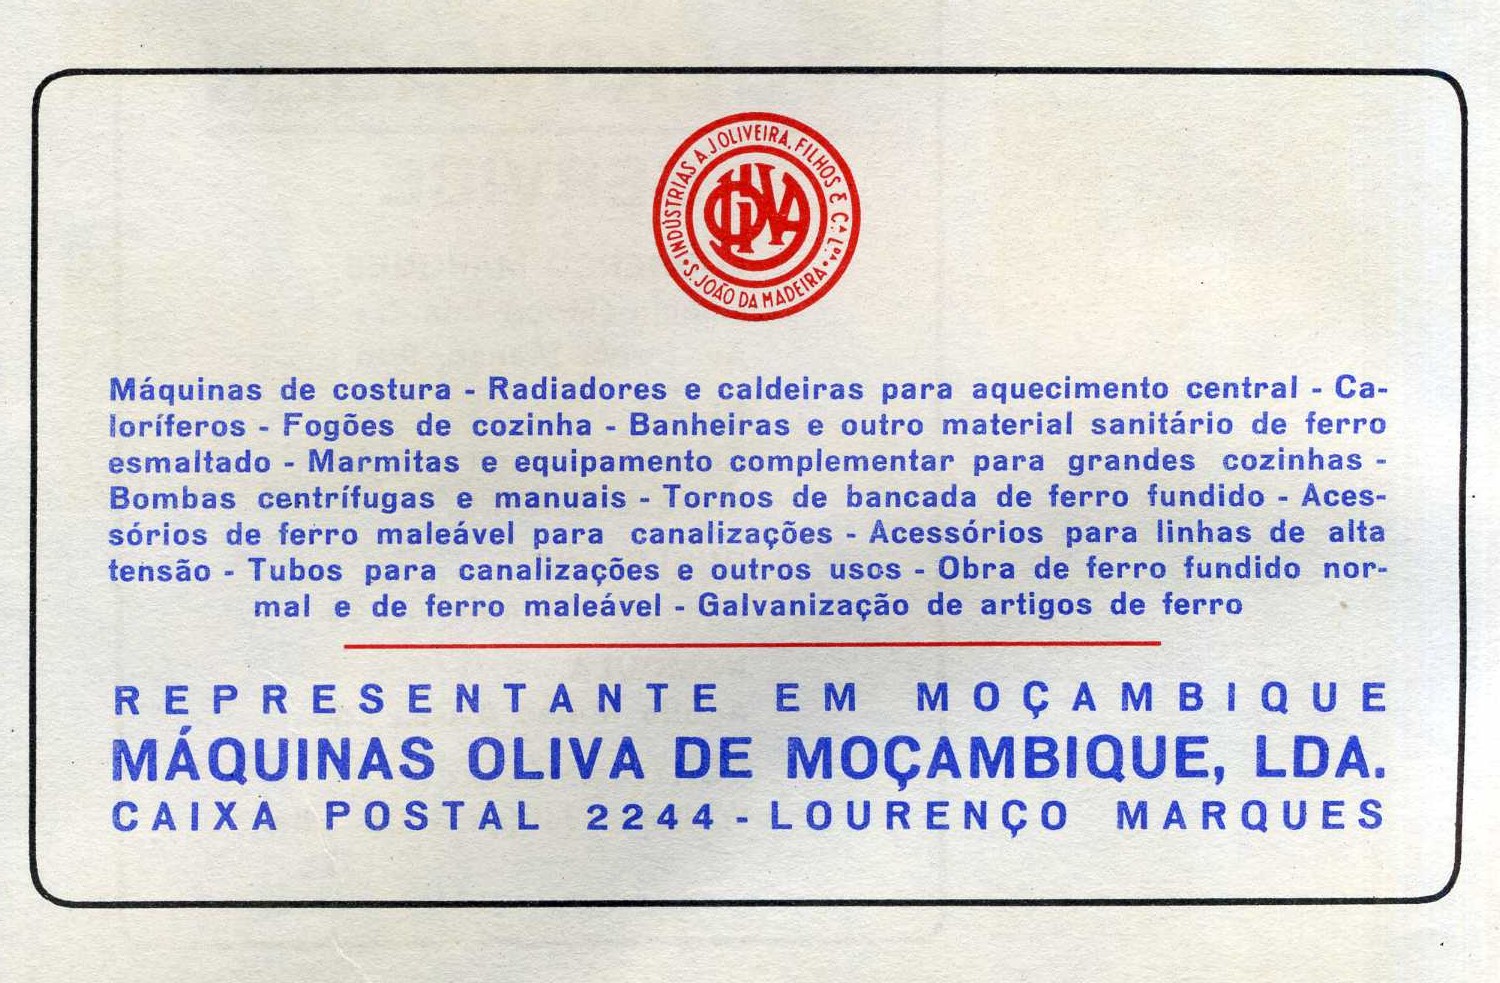 INDÚSTRIAS A. J. OLIVEIRA, FILHOS & C.ª L.DA
S. JOÃO DA MADEIRA
OLIVA
Máquinas de costura - Radiadores e caldeiras para aquecimento central - Ca-
loríferos - Fogões de cozinha - Banheiras e outro material sanitário de ferro
esmaltado - Marmitas e equipamento complementar para grandes cozinhas -
Bombas centrífugas e manuais - Tornos de bancada de ferro fundido - Aces-
sórios de ferro maleável para canalizações - Acessórios para linhas de alta
tensão - Tubos para canalizações e outros usos - Obra de ferro fundido nor-
mal e de ferro maleável - Galvanização de artigos de ferro
REPRESENTANTE EM MOÇAMBIQUE
MÁQUINAS OLIVA DE MOÇAMBIQUE, LDA.
CAIXA POSTAL 2244 - LOURENÇO MARQUES